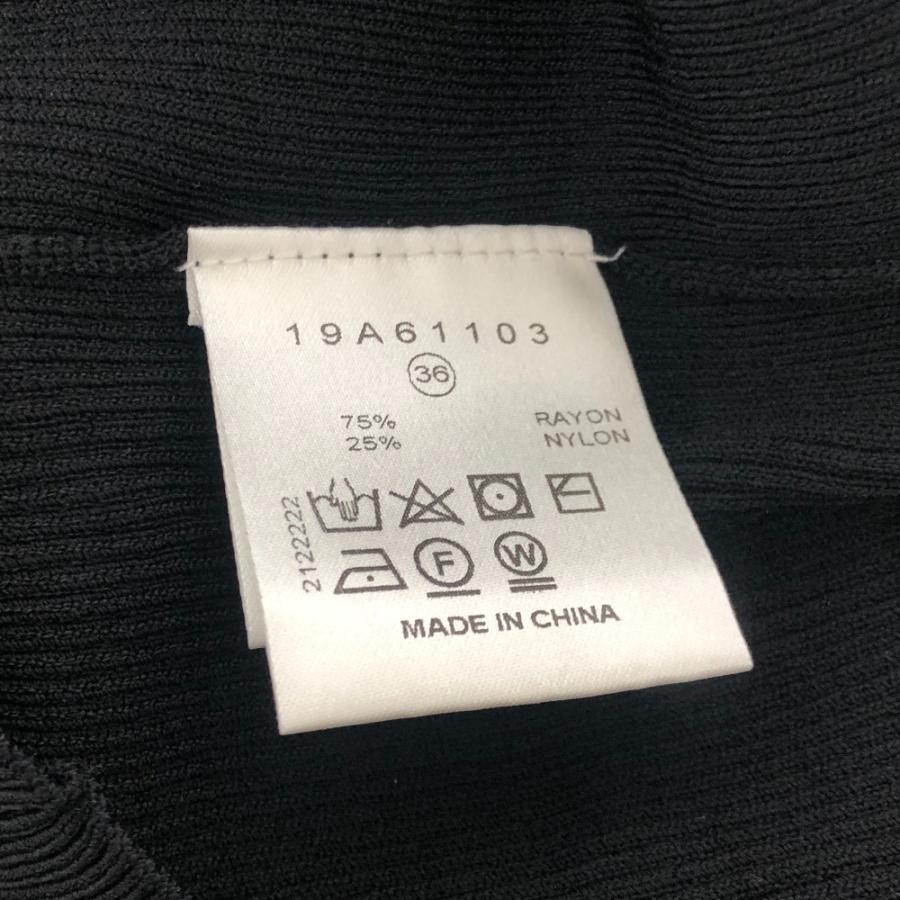 19A61103
36
75% RAYON
25% NYLON
2122222
F W
MADE IN CHINA